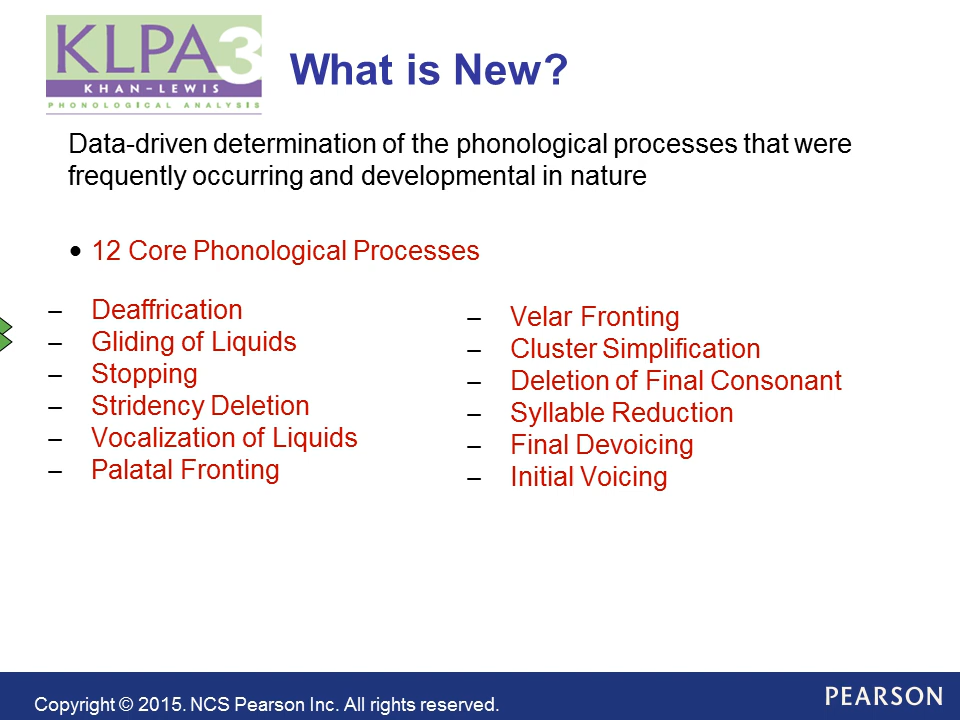 KLPA3
KHAN-LEWIS
PHONOLOGICAL ANALYSIS
What is New?
Data-driven determination of the phonological processes that were
frequently occurring and developmental in nature
• 12 Core Phonological Processes
– Deaffrication
– Gliding of Liquids
– Stopping
– Stridency Deletion
– Vocalization of Liquids
– Palatal Fronting
– Velar Fronting
– Cluster Simplification
– Deletion of Final Consonant
– Syllable Reduction
– Final Devoicing
– Initial Voicing
Copyright © 2015. NCS Pearson Inc. All rights reserved.
PEARSON